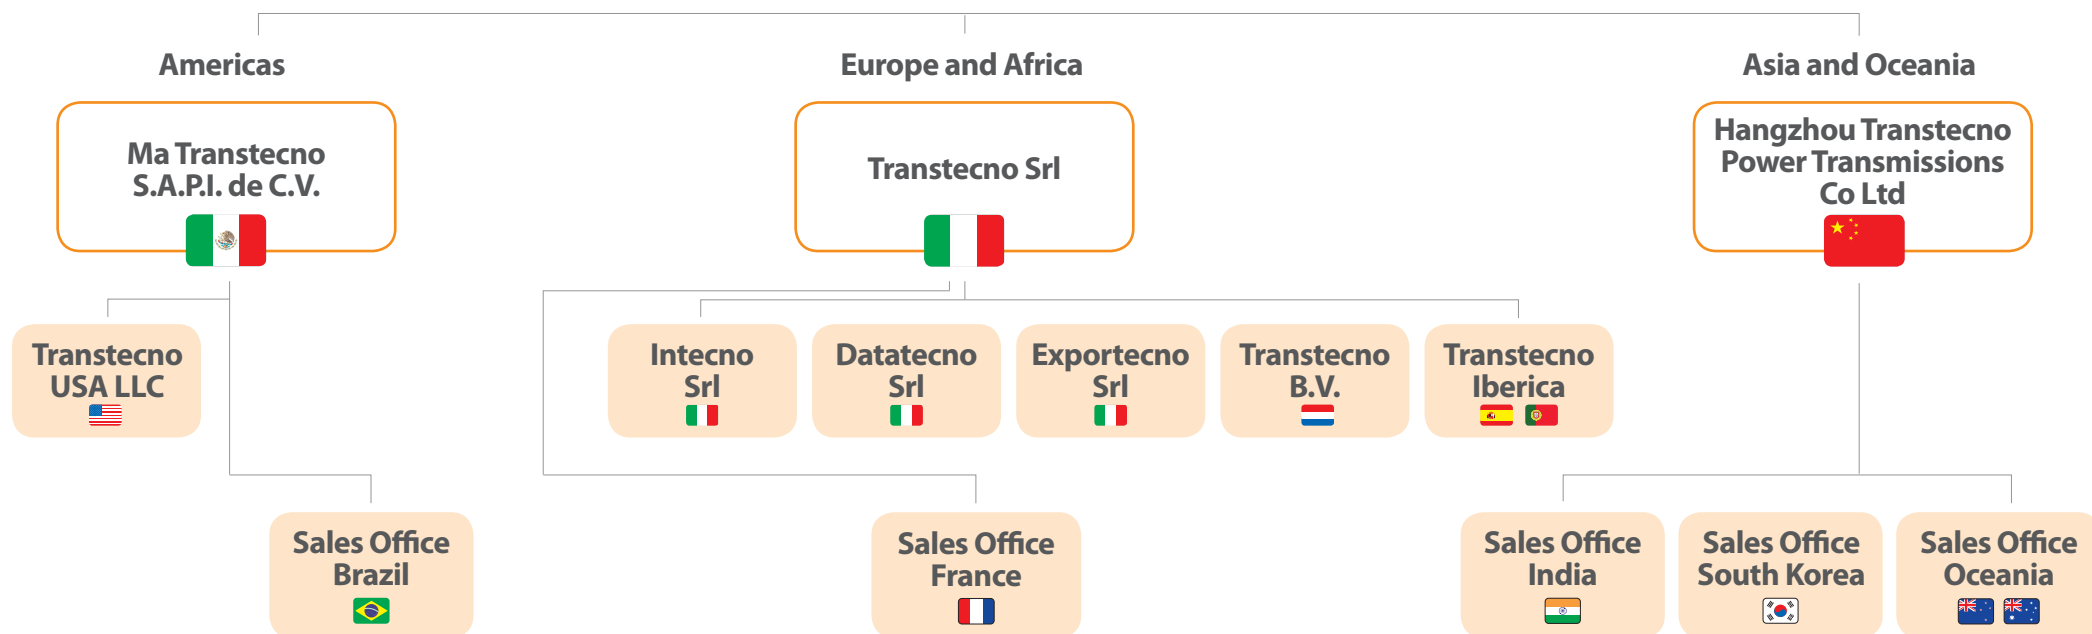 Americas
Europe and Africa
Asia and Oceania
Ma Transtecno
S.A.P.I. de C.V.
Transtecno Srl
Hangzhou Transtecno
Power Transmissions
Co Ltd
Transtecno
USA LLC
Intecno
Srl
Datatecno
Srl
Exportecno
Srl
Transtecno
B.V.
Transtecno
Iberica
Sales Office
Brazil
Sales Office
France
Sales Office
India
Sales Office
South Korea
Sales Office
Oceania